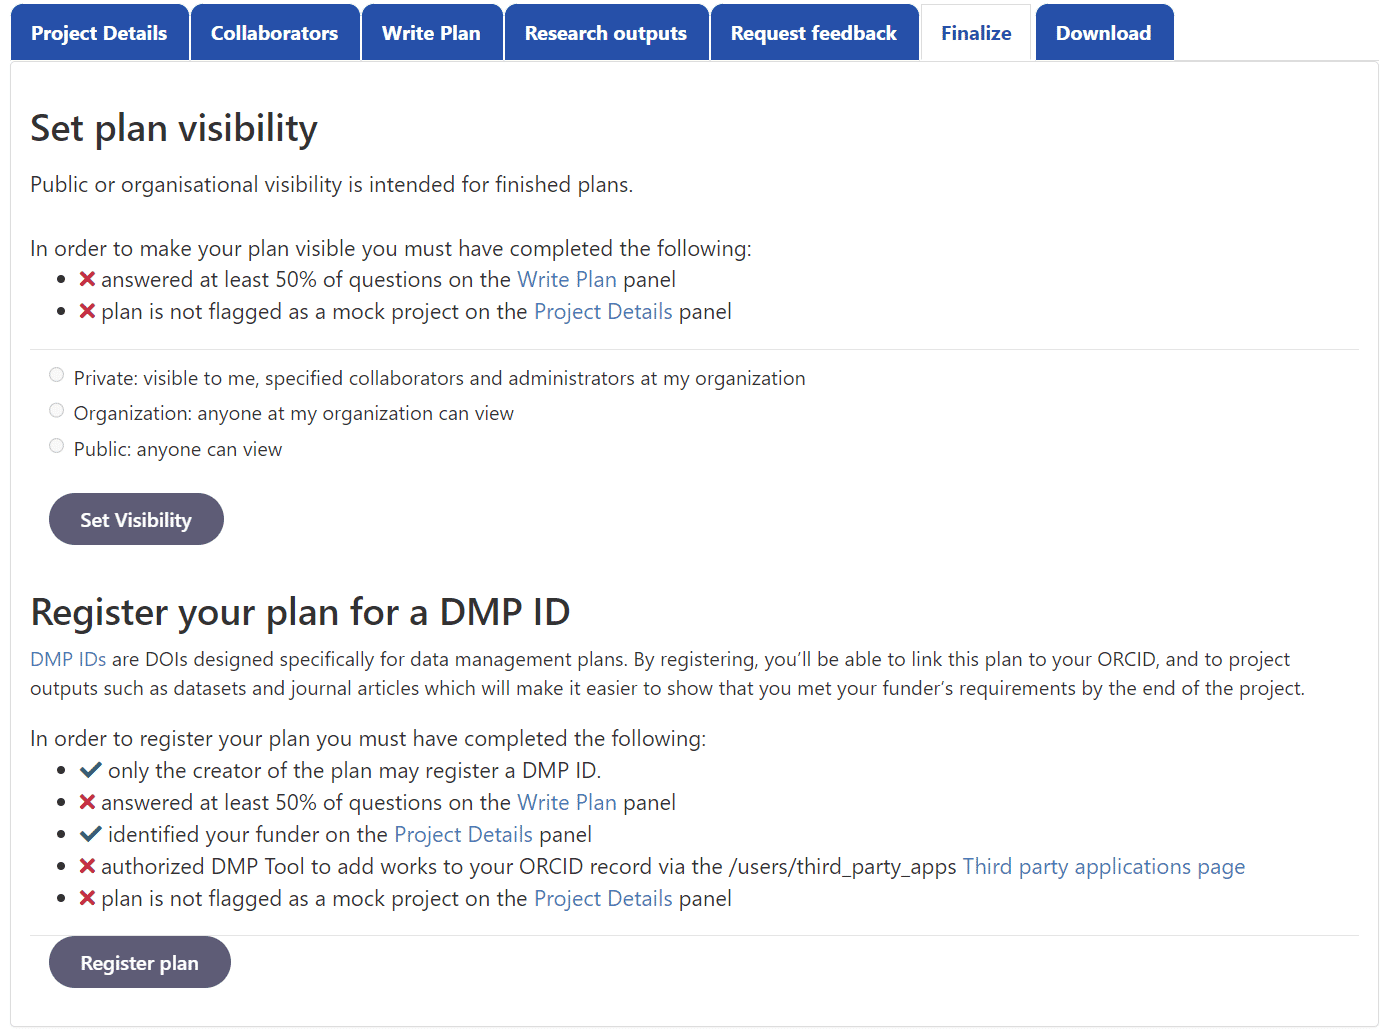 Project Details Collaborators Write Plan Research outputs Request feedback Finalize Download
Set plan visibility
Public or organisational visibility is intended for finished plans.
In order to make your plan visible you must have completed the following:
answered at least 50% of questions on the Write Plan panel
plan is not flagged as a mock project on the Project Details panel
Private: visible to me, specified collaborators and administrators at my organization
Organization: anyone at my organization can view
Public: anyone can view
Set Visibility
Register your plan for a DMP ID
DMP IDs are DOIs designed specifically for data management plans. By registering, you’ll be able to link this plan to your ORCID, and to project
outputs such as datasets and journal articles which will make it easier to show that you met your funder’s requirements by the end of the project.
In order to register your plan you must have completed the following:
only the creator of the plan may register a DMP ID.
answered at least 50% of questions on the Write Plan panel
identified your funder on the Project Details panel
authorized DMP Tool to add works to your ORCID record via the /users/third_party_apps Third party applications page
plan is not flagged as a mock project on the Project Details panel
Register plan